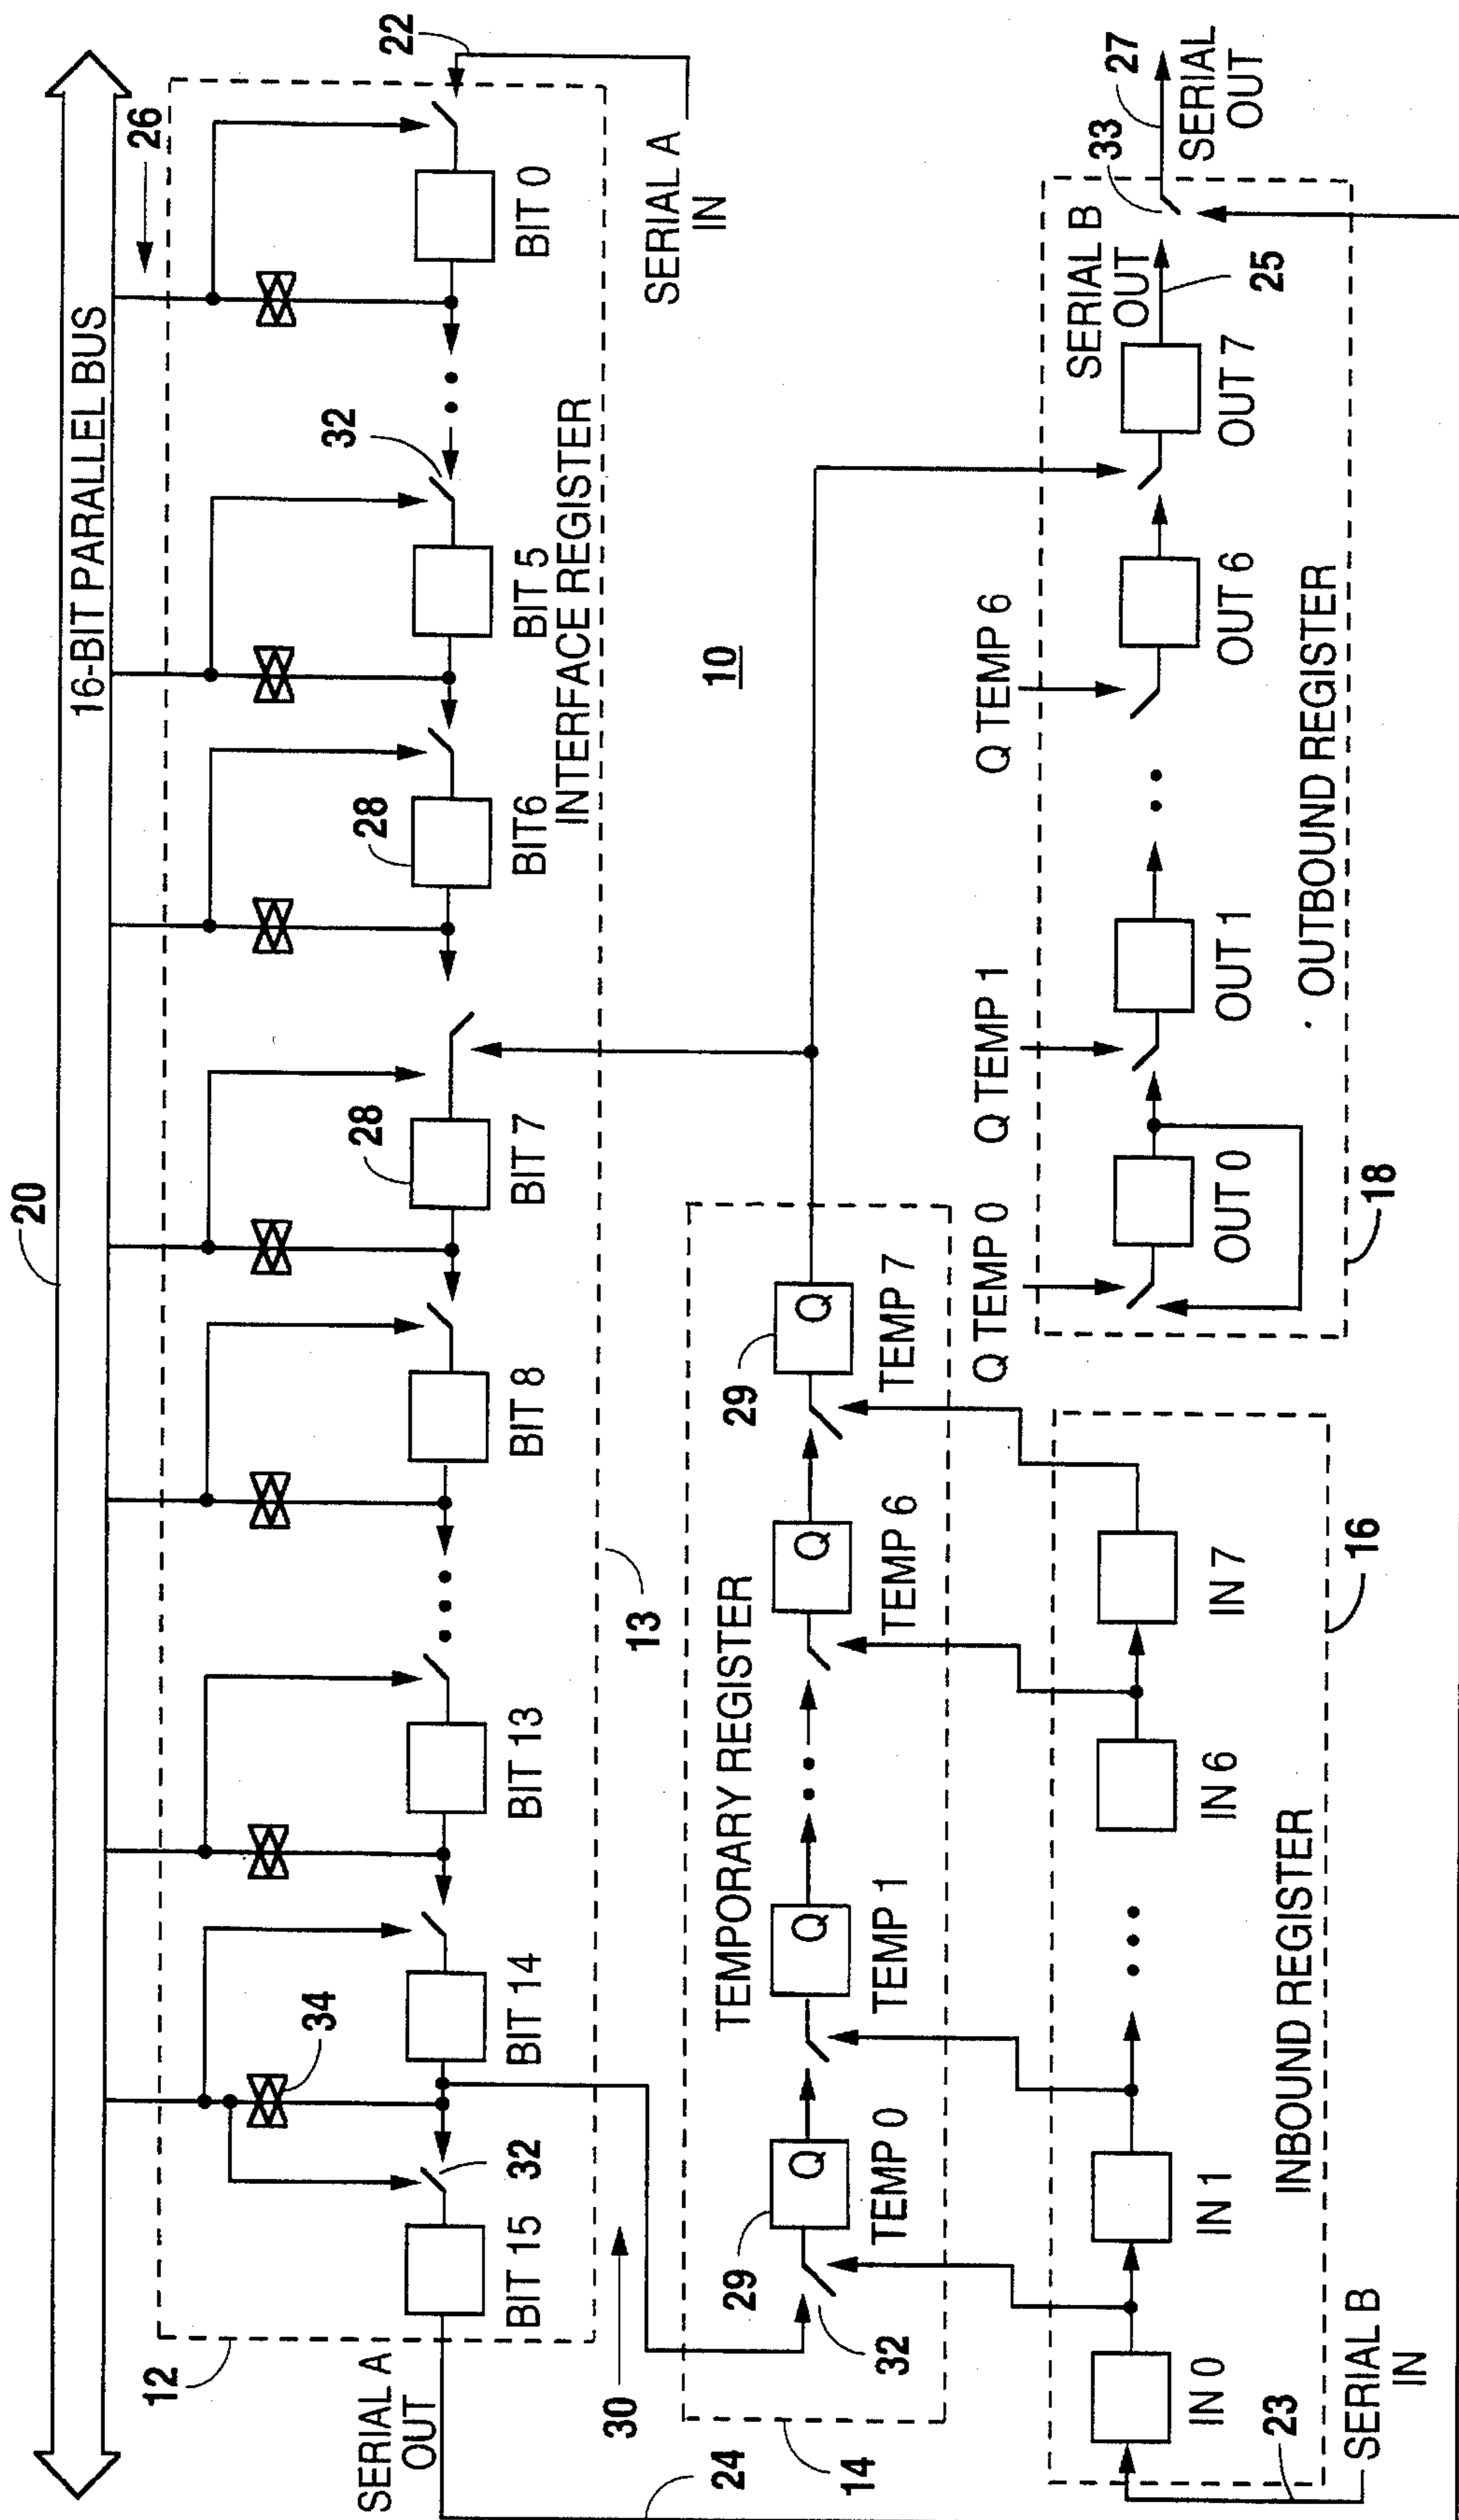 20
16-BIT PARALLEL BUS
26
12
SERIAL A
OUT
34
32
28
28
32
22
BIT 15
BIT 14
BIT 13
BIT 8
BIT 7
BIT6
BIT 5
BIT 0
INTERFACE REGISTER
30
13
10
SERIAL A
IN
24
14
TEMPORARY REGISTER
29
29
32
Q
Q
Q
Q
TEMP 0
TEMP 1
TEMP 6
TEMP 7
Q TEMP 0
Q TEMP 1
Q TEMP 6
SERIAL B
OUT
33
27
SERIAL
OUT
25
OUT 0
OUT 1
OUT 6
OUT 7
OUTBOUND REGISTER
18
IN 0
IN 1
IN 6
IN 7
INBOUND REGISTER
16
23
SERIAL B
IN